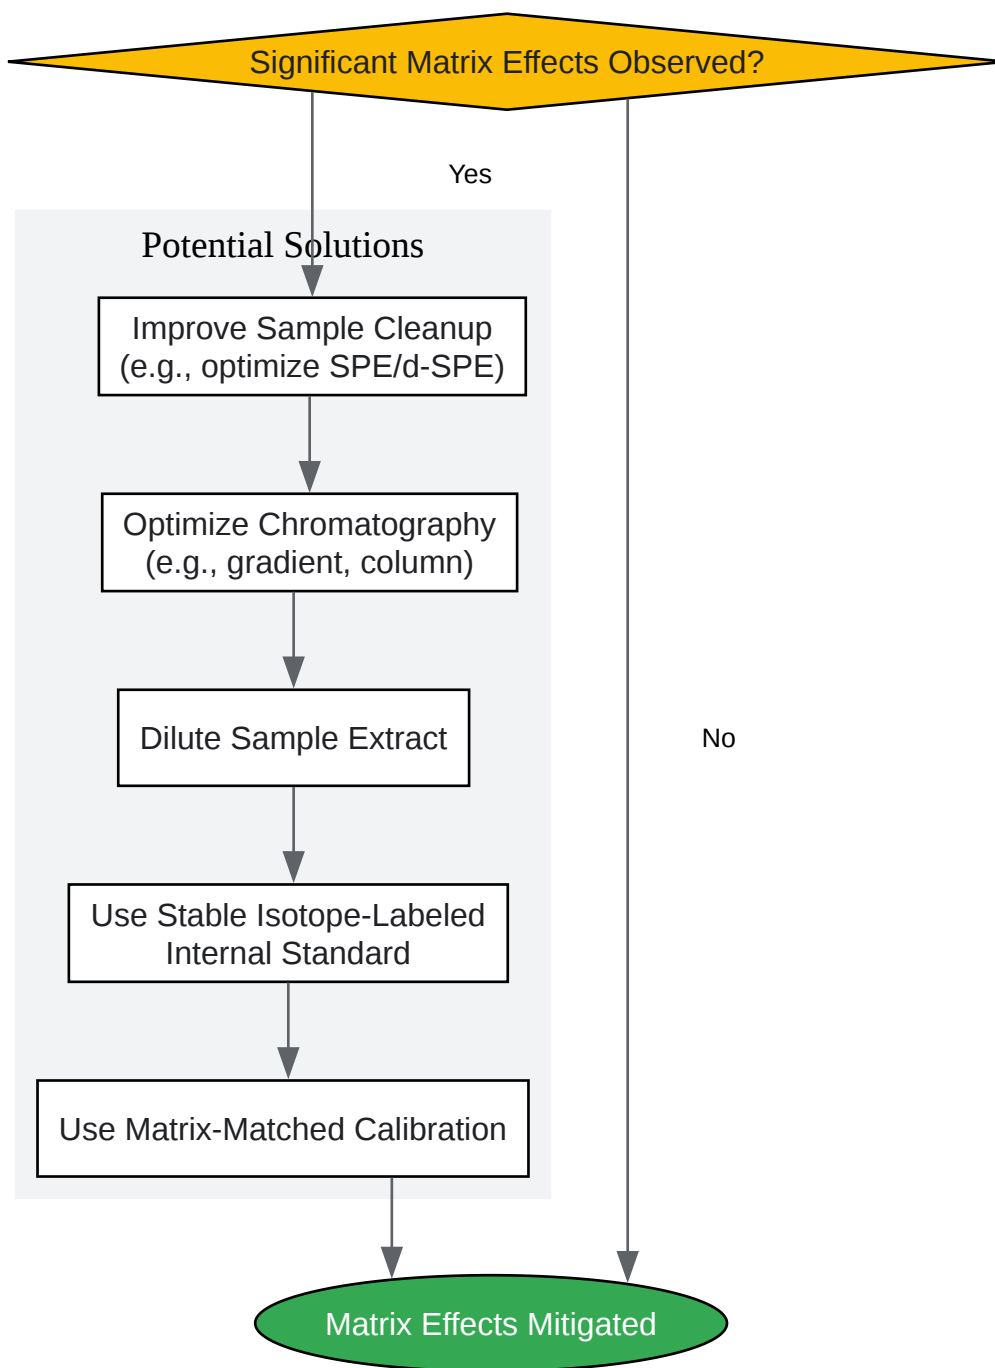 Significant Matrix Effects Observed?
Yes
Potential Solutions
Improve Sample Cleanup
(e.g., optimize SPE/d-SPE)
Optimize Chromatography
(e.g., gradient, column)
Dilute Sample Extract
No
Use Stable Isotope-Labeled
Internal Standard
Use Matrix-Matched Calibration
Matrix Effects Mitigated